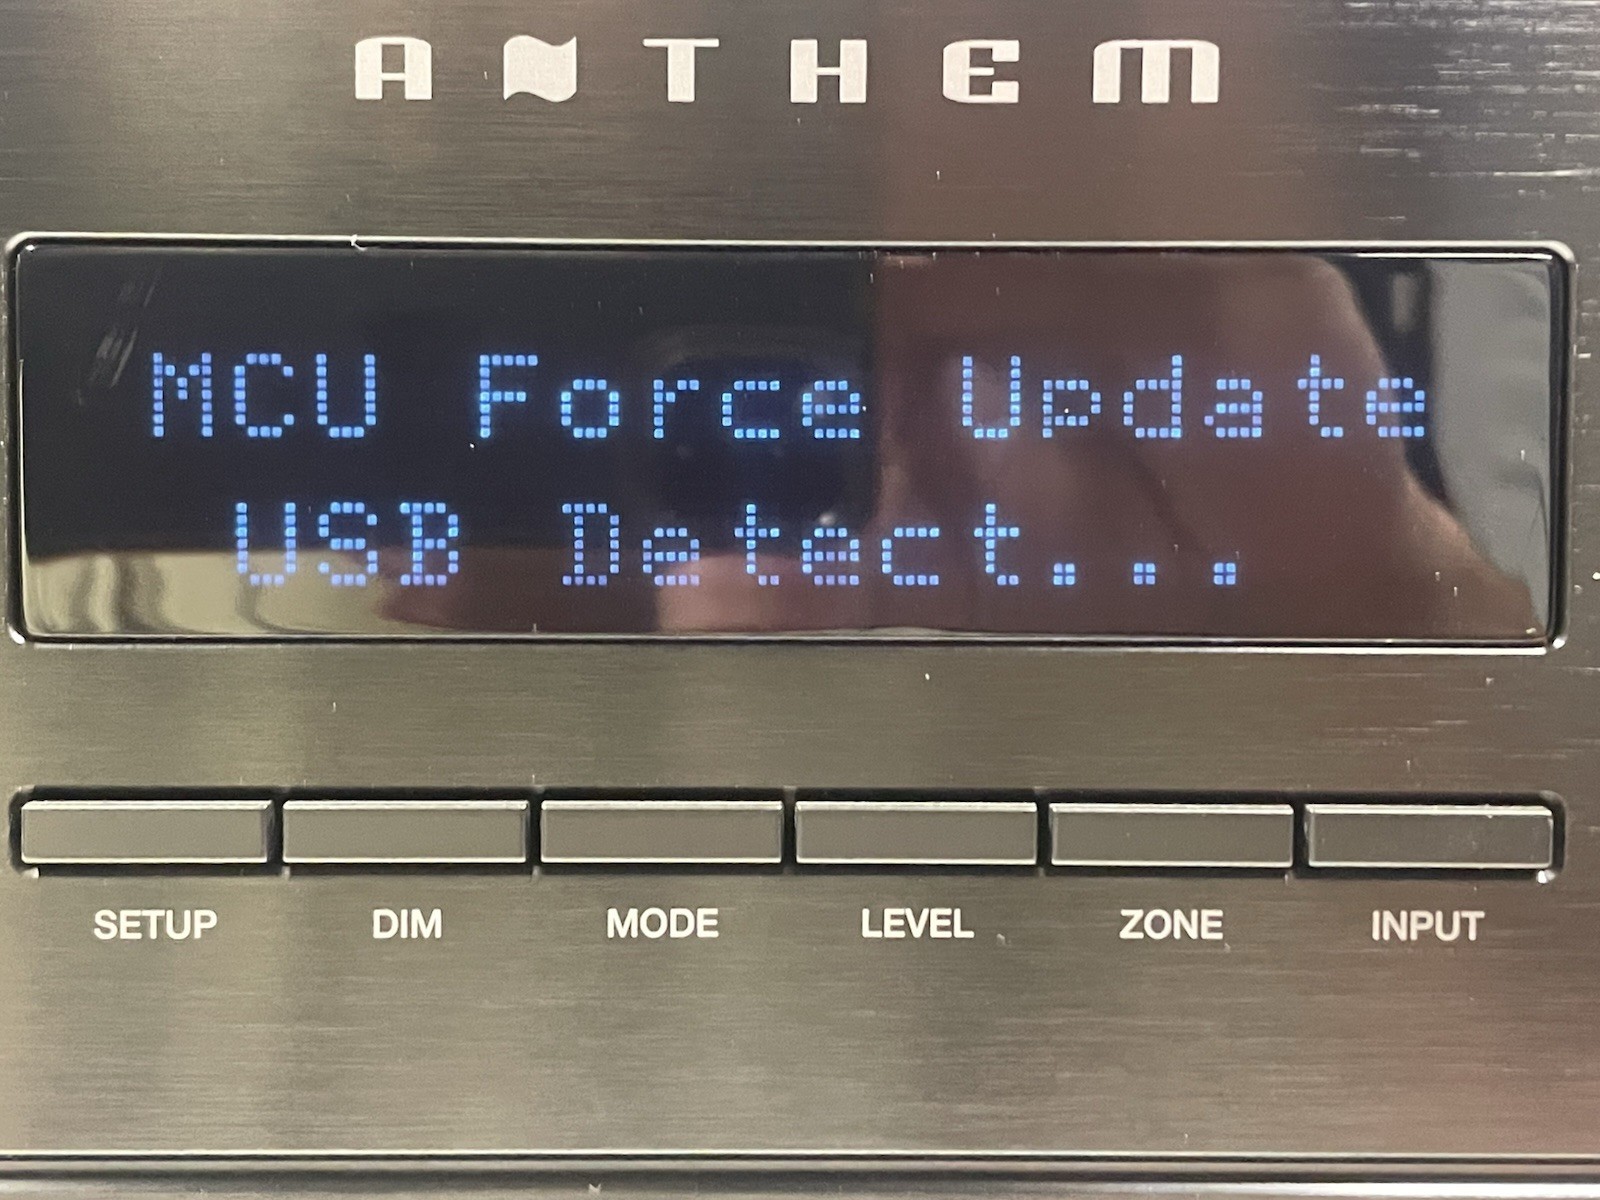 ANTHEM
MCU Force Update
USB Detect...
SETUP DIM MODE LEVEL ZONE INPUT